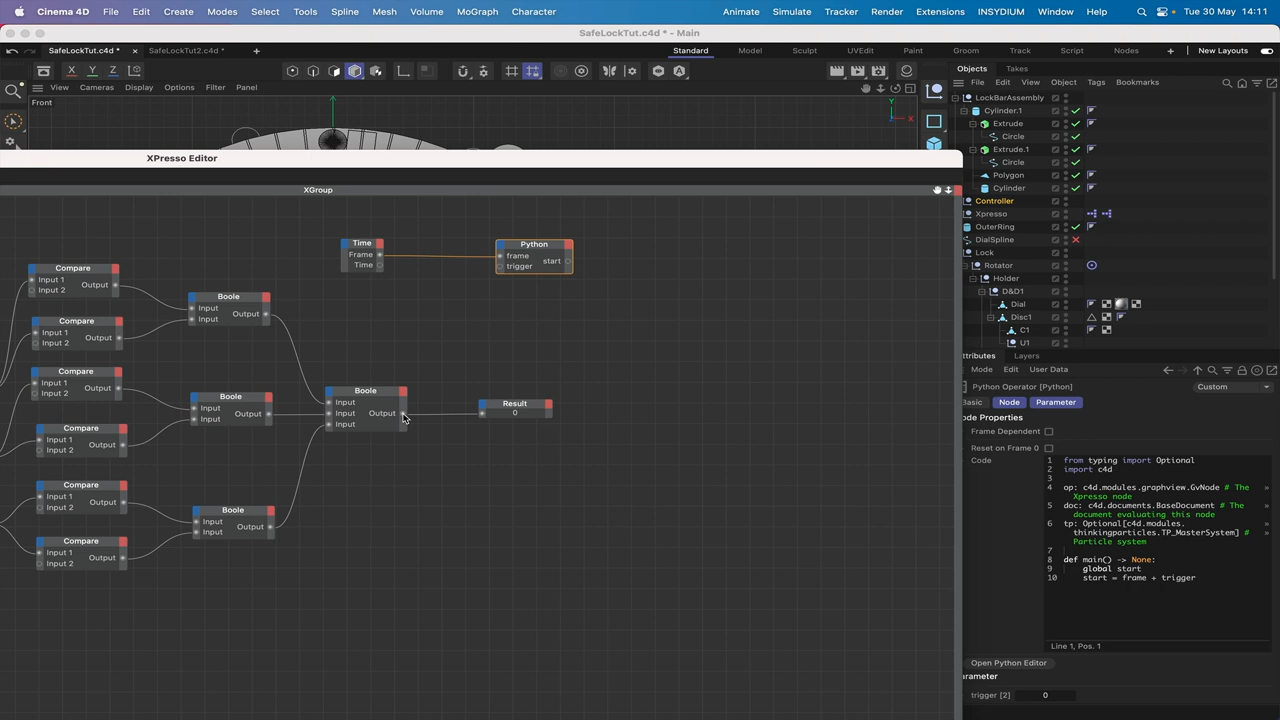 Cinema 4D File Edit Create Modes Select Tools Spline Mesh Volume MoGraph Character Animate Simulate Tracker Render Extensions INSYDIUM Window Help Tue 30 May 14:11
SafeLockTut.c4d * - Main
SafeLockTut.c4d * SafeLockTut2.c4d * Standard Model Sculpt UVEdit Paint Groom Track Script Nodes New Layouts
X Y Z
Objects Takes
View Cameras Display Options Filter Panel
File Edit View Object Tags Bookmarks
Front
Y
X
LockBarAssembly
Cylinder.1
Extrude
Circle
Extrude.1
Circle
Polygon
Cylinder
Controller
Xpresso
OuterRing
DialSpline
Lock
Rotator
Holder
D&D1
Dial
Disc1
C1
U1
XPresso Editor
XGroup
Time
Frame
Time
Python
frame
trigger
start
Compare
Input 1
Input 2
Output
Boole
Input
Input
Output
Compare
Input 1
Input 2
Output
Compare
Input 1
Input 2
Output
Boole
Input
Input
Output
Boole
Input
Input
Input
Output
Result
0
Compare
Input 1
Input 2
Output
Compare
Input 1
Input 2
Output
Boole
Input
Input
Output
Compare
Input 1
Input 2
Output
ttributes Layers
Mode Edit User Data
Python Operator [Python] Custom
asic Node Parameter
ode Properties
Frame Dependent
Reset on Frame 0
Code
1 from typing import Optional
2 import c4d
3
4 op: c4d.modules.graphview.GvNode # The
Xpresso node
5 doc: c4d.documents.BaseDocument # The
document evaluating this node
6 tp: Optional[c4d.modules.
thinkingparticles.TP_MasterSystem] #
Particle system
7
8 def main() -> None:
9 global start
10 start = frame + trigger
Line 1, Pos. 1
Open Python Editor
arameter
trigger [2] 0